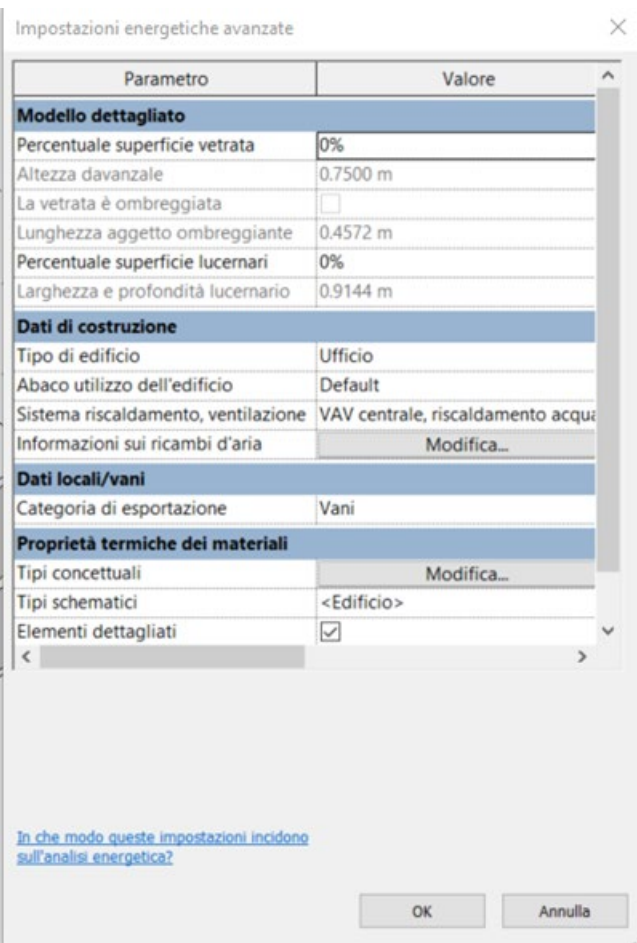 Impostazioni energetiche avanzate
Parametro Valore
Modello dettagliato
Percentuale superficie vetrata 0%
Altezza davanzale 0.7500 m
La vetrata è ombreggiata
Lunghezza aggetto ombreggiante 0.4572 m
Percentuale superficie lucernari 0%
Larghezza e profondità lucernario 0.9144 m
Dati di costruzione
Tipo di edificio Ufficio
Abaco utilizzo dell'edificio Default
Sistema riscaldamento, ventilazione VAV centrale, riscaldamento acqua
Informazioni sui ricambi d'aria Modifica...
Dati locali/vani
Categoria di esportazione Vani
Proprietà termiche dei materiali
Tipi concettuali Modifica...
Tipi schematici <Edificio>
Elementi dettagliati
In che modo queste impostazioni incidono
sull'analisi energetica?
OK Annulla